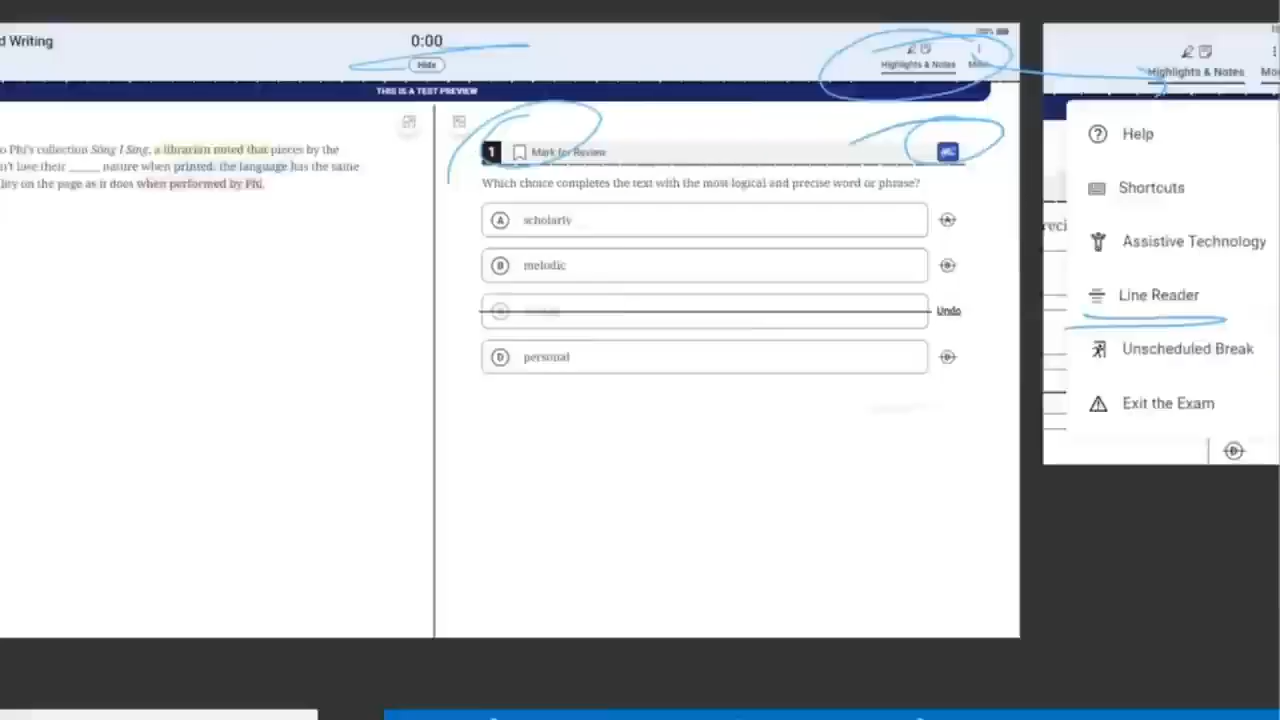 d Writing
0:00
Hide
Highlights & Notes
THIS IS A TEST PREVIEW
o Phi's collection Sông I Sing, a librarian noted that pieces by the
n't lose their _____ nature when printed: the language has the same
lity on the page as it does when performed by Phi.
1 Mark for Review
Which choice completes the text with the most logical and precise word or phrase?
A scholarly A
B melodic B
Undo
D personal D
Highlights & Notes Mo
Help
Shortcuts
Assistive Technology
reci
Line Reader
Unscheduled Break
Exit the Exam
D